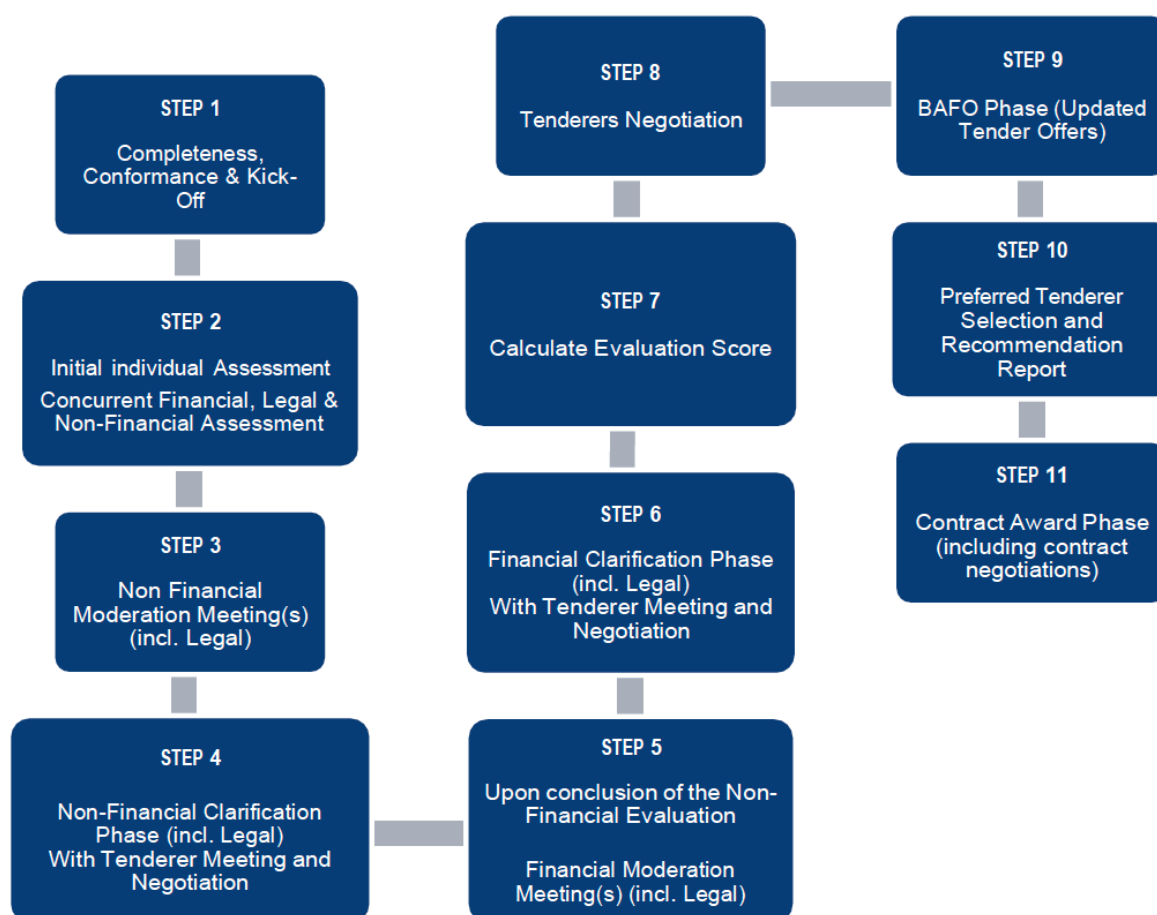 STEP 1
Completeness,
Conformance & Kick-
Off
STEP 2
Initial individual Assessment
Concurrent Financial, Legal &
Non-Financial Assessment
STEP 3
Non Financial
Moderation Meeting(s)
(incl. Legal)
STEP 4
Non-Financial Clarification
Phase (incl. Legal)
With Tenderer Meeting and
Negotiation
STEP 5
Upon conclusion of the Non-
Financial Evaluation
Financial Moderation
Meeting(s) (incl. Legal)
STEP 6
Financial Clarification Phase
(incl. Legal)
With Tenderer Meeting and
Negotiation
STEP 7
Calculate Evaluation Score
STEP 8
Tenderers Negotiation
STEP 9
BAFO Phase (Updated
Tender Offers)
STEP 10
Preferred Tenderer
Selection and
Recommendation
Report
STEP 11
Contract Award Phase
(including contract
negotiations)